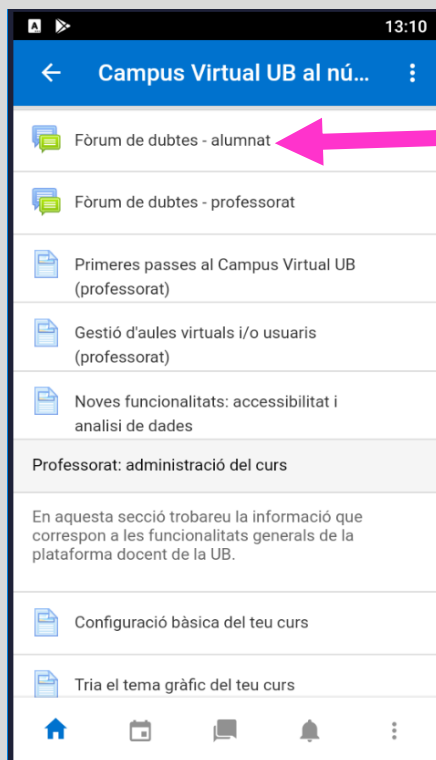 13:10
Campus Virtual UB al nú...
Fòrum de dubtes - alumnat
Fòrum de dubtes - professorat
Primeres passes al Campus Virtual UB
(professorat)
Gestió d'aules virtuals i/o usuaris
(professorat)
Noves funcionalitats: accessibilitat i
analisi de dades
Professorat: administració del curs
En aquesta secció trobareu la informació que
correspon a les funcionalitats generals de la
plataforma docent de la UB.
Configuració bàsica del teu curs
Tria el tema gràfic del teu curs